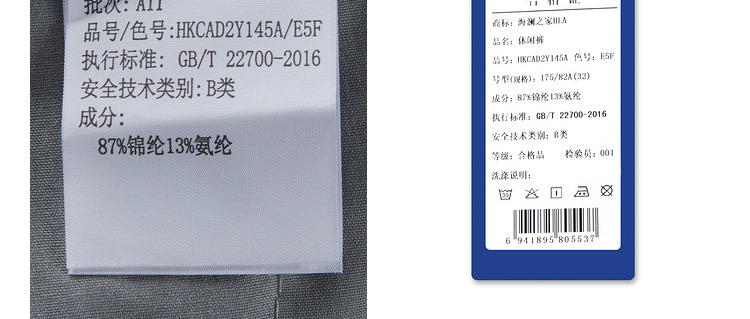 批次: A11
品号/色号:HKCAD2Y145A/E5F
执行标准: GB/T 22700-2016
安全技术类别:B类
成分:
87%锦纶13%氨纶
合格证
商标: 海澜之家HLA
品名: 休闲裤
品号: HKCAD2Y145A 色号: E5F
号型(规格): 175/82A(32)
成分: 87%锦纶13%氨纶
执行标准: GB/T 22700-2016
安全技术类别: B类
等级: 合格品 检验员: 001
洗涤说明:
6 941895 805537